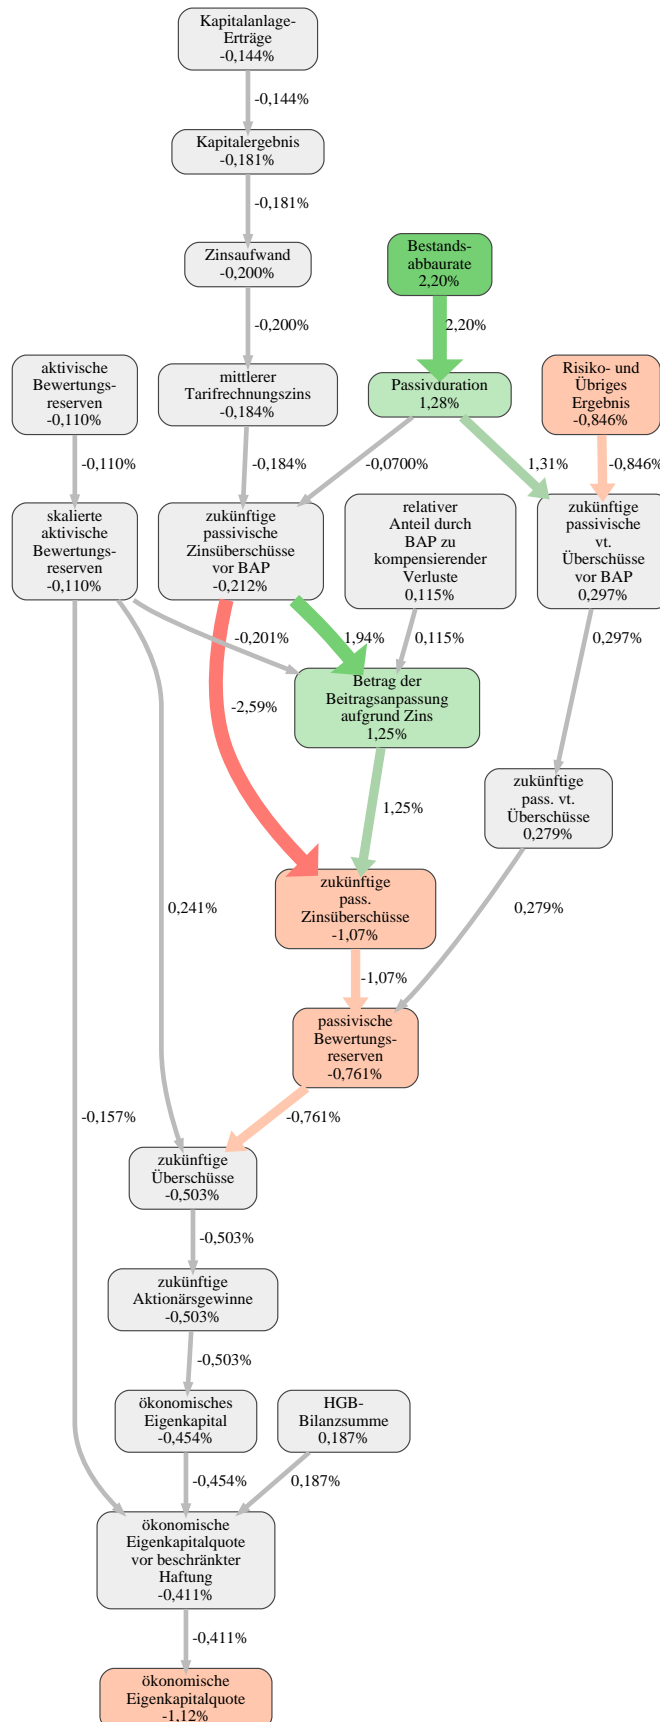 Kapitalanlage-
Erträge
-0,144%
-0,144%
Kapitalergebnis
-0,181%
-0,181%
Zinsaufwand
-0,200%
Bestands-
abbaurate
2,20%
-0,200%
2,20%
aktivische
Bewertungs-
reserven
-0,110%
mittlerer
Tarifrechnungszins
-0,184%
Passivduration
1,28%
Risiko- und
Übriges
Ergebnis
-0,846%
-0,110%
-0,184%
-0,0700%
1,31%
-0,846%
skalierte
aktivische
Bewertungs-
reserven
-0,110%
zukünftige
passivische
Zinsüberschüsse
vor BAP
-0,212%
relativer
Anteil durch
BAP zu
kompensierender
Verluste
0,115%
zukünftige
passivische
vt.
Überschüsse
vor BAP
0,297%
-0,201%
1,94%
0,115%
0,297%
-2,59%
Betrag der
Beitragsanpassung
aufgrund Zins
1,25%
1,25%
zukünftige
pass. vt.
Überschüsse
0,279%
0,241%
zukünftige
pass.
Zinsüberschüsse
-1,07%
0,279%
-1,07%
passivische
Bewertungs-
reserven
-0,761%
-0,157%
-0,761%
zukünftige
Überschüsse
-0,503%
-0,503%
zukünftige
Aktionärsgewinne
-0,503%
-0,503%
ökonomisches
Eigenkapital
-0,454%
HGB-
Bilanzsumme
0,187%
-0,454%
0,187%
ökonomische
Eigenkapitalquote
vor beschränkter
Haftung
-0,411%
-0,411%
ökonomische
Eigenkapitalquote
-1,12%